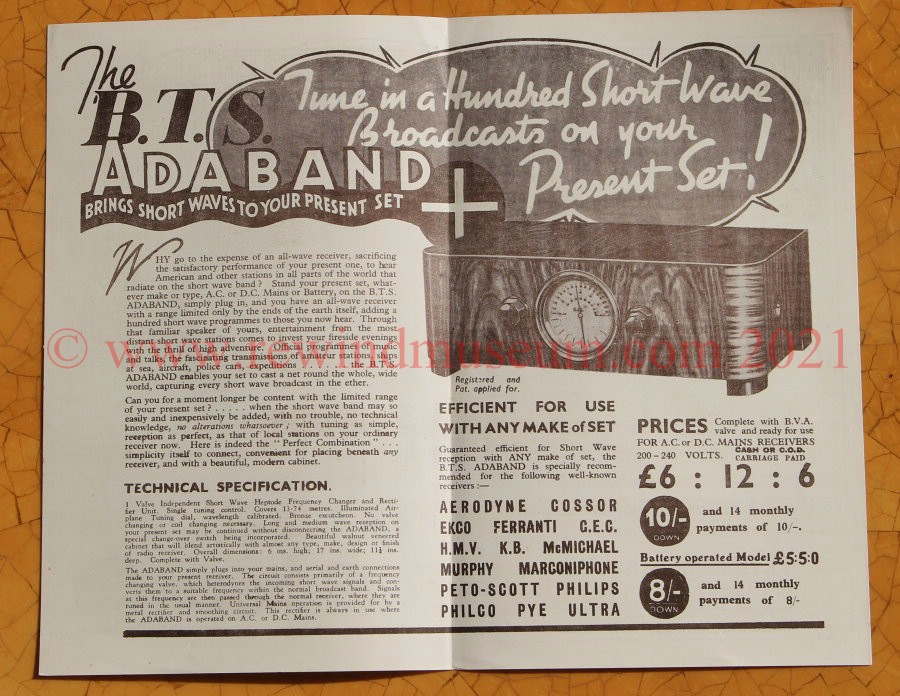 The
B.T.S.
ADABAND
BRINGS SHORT WAVES TO YOUR PRESENT SET
+
Tune in a Hundred Short Wave
Broadcasts on your
Present Set!
WHY go to the expense of an all-wave receiver, sacrificing
the satisfactory performance of your present one, to hear
American and other stations in all parts of the world that
radiate on the short wave band? Stand your present set, what-
ever make or type, A.C. or D.C. Mains or Battery, on the B.T.S.
ADABAND, simply plug in, and you have an all-wave receiver
with a range limited only by the ends of the earth itself, adding a
hundred short wave programmes to those you now hear. Through
that familiar speaker of yours, entertainment from the most
distant short wave stations comes to invest your fireside evenings
with the thrill of high adventure. Foreign programmes of music
and talks, the fascinating transmissions of amateur stations, ships
at sea, aircraft, police cars, expeditions . . . . the B.T.S.
ADABAND enables your set to cast a net round the whole, wide
world, capturing every short wave broadcast in the ether.
Can you for a moment longer be content with the limited range
of your present set? . . . . . when the short wave band may so
easily and inexpensively be added, with no trouble, no technical
knowledge, no alterations whatsoever; with tuning as simple,
reception as perfect, as that of local stations on your ordinary
receiver now. Here is indeed the "Perfect Combination" . . .
simplicity itself to connect, convenient for placing beneath any
receiver, and with a beautiful, modern cabinet.
TECHNICAL SPECIFICATION.
1 Valve Independent Short Wave Heptode Frequency Changer and Recti-
fier Unit. Single tuning control. Covers 13-74 metres. Illuminated Air-
plane Tuning dial, wavelength calibrated. Bronze escutcheon. No valve
changing or coil changing necessary. Long and medium wave reception on
your present set may be continued without disconnecting the ADABAND, a
special change-over switch being incorporated. Beautiful walnut veneered
cabinet that will blend artistically with almost any type, make, design or finish
of radio receiver. Overall dimensions: 6 ins. high; 17 ins. wide; 11½ ins.
deep. Complete with Valve.
The ADABAND simply plugs into your mains, and aerial and earth connections
made to your present receiver. The circuit consists primarily of a frequency
changing valve, which heterodynes the incoming short wave signals and con-
verts them to a suitable frequency within the normal broadcast band. Signals
at this frequency are then passed through the normal receiver, where they are
tuned in the usual manner. Universal Mains operation is provided for by a
metal rectifier and smoothing circuit. This rectifier is always in use where
the ADABAND is operated on A.C. or D.C. Mains.
Registered and
Pat. applied for.
EFFICIENT FOR USE
WITH ANY MAKE of SET
Guaranteed efficient for Short Wave
reception with ANY make of set, the
B.T.S. ADABAND is specially recom-
mended for the following well-known
receivers:—
AERODYNE COSSOR
EKCO FERRANTI G.E.C.
H.M.V. K.B. McMICHAEL
MURPHY MARCONIPHONE
PETO-SCOTT PHILIPS
PHILCO PYE ULTRA
PRICES Complete with B.V.A.
valve and ready for use
FOR A.C. or D.C. MAINS RECEIVERS
200-240 VOLTS. CASH OR C.O.D.
CARRIAGE PAID
£6 : 12 : 6
10/-
DOWN
and 14 monthly
payments of 10/-.
Battery operated Model £5:5:0
8/-
DOWN
and 14 monthly
payments of 8/-
© www.rewindmuseum.com 2021